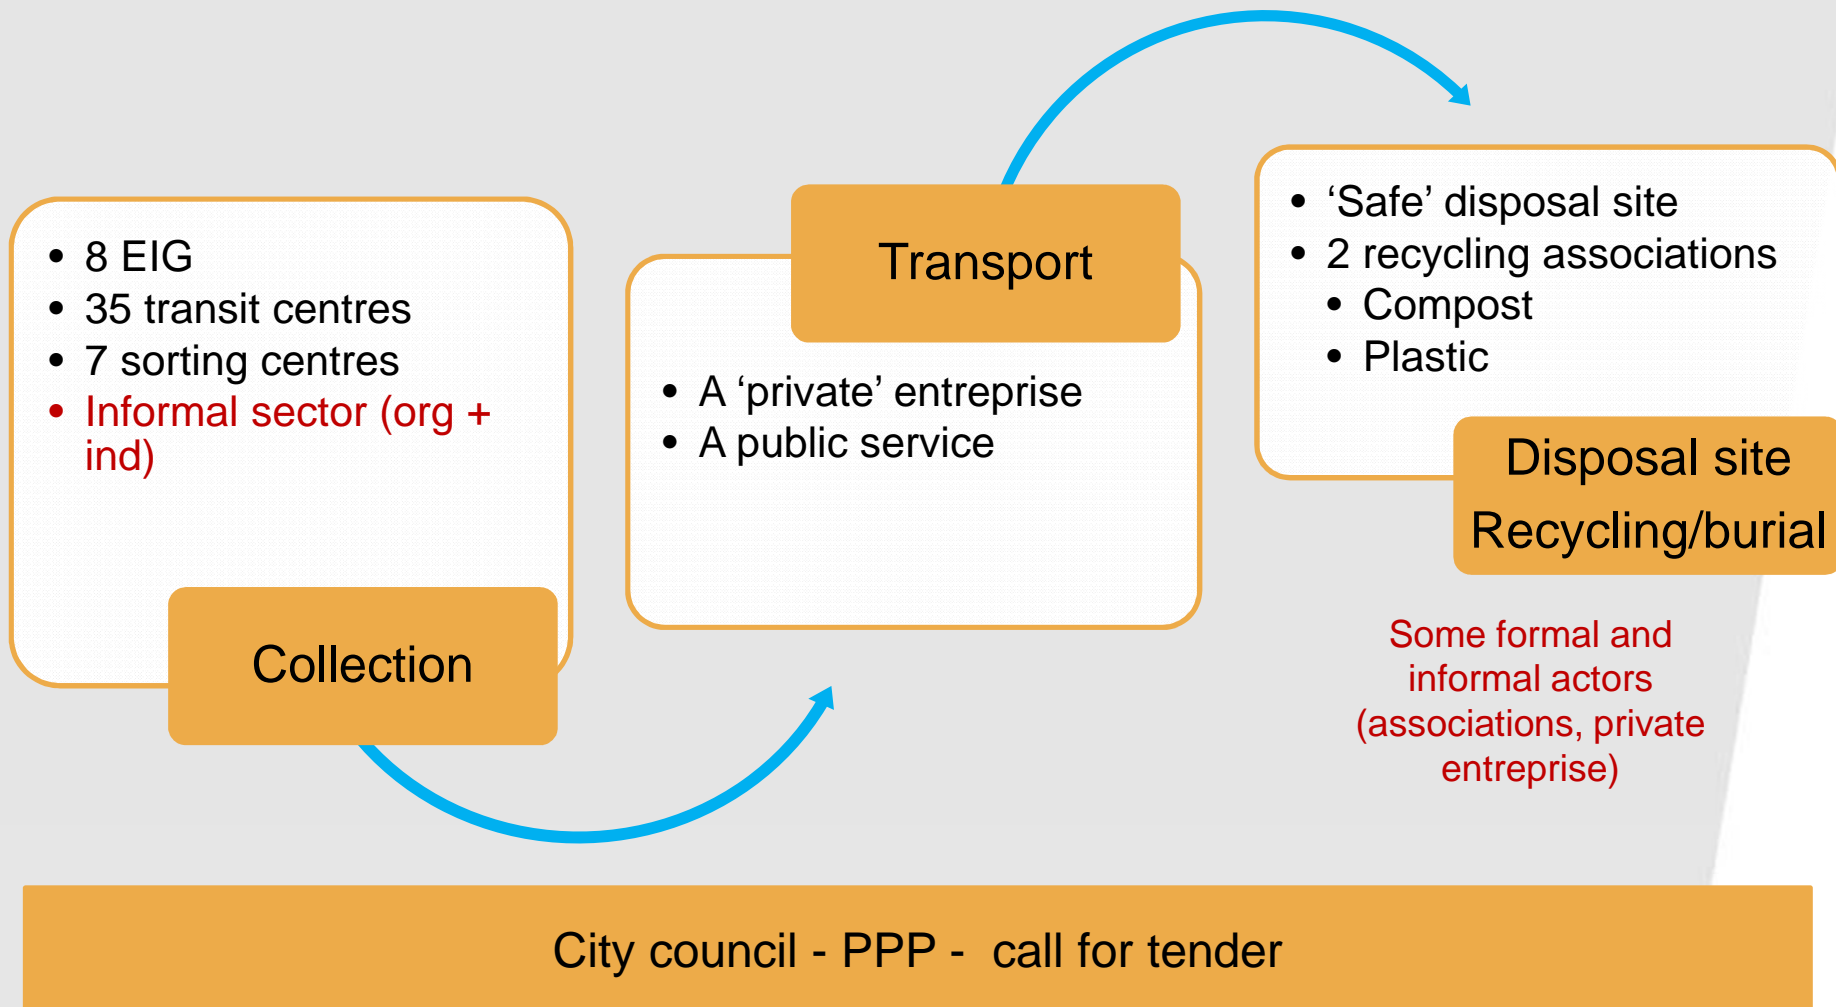 • 8 EIG
• 35 transit centres
• 7 sorting centres
• Informal sector (org +
ind)
Collection
Transport
• A ‘private’ entreprise
• A public service
• ‘Safe’ disposal site
• 2 recycling associations
• Compost
• Plastic
Disposal site
Recycling/burial
Some formal and
informal actors
(associations, private
entreprise)
City council - PPP -  call for tender